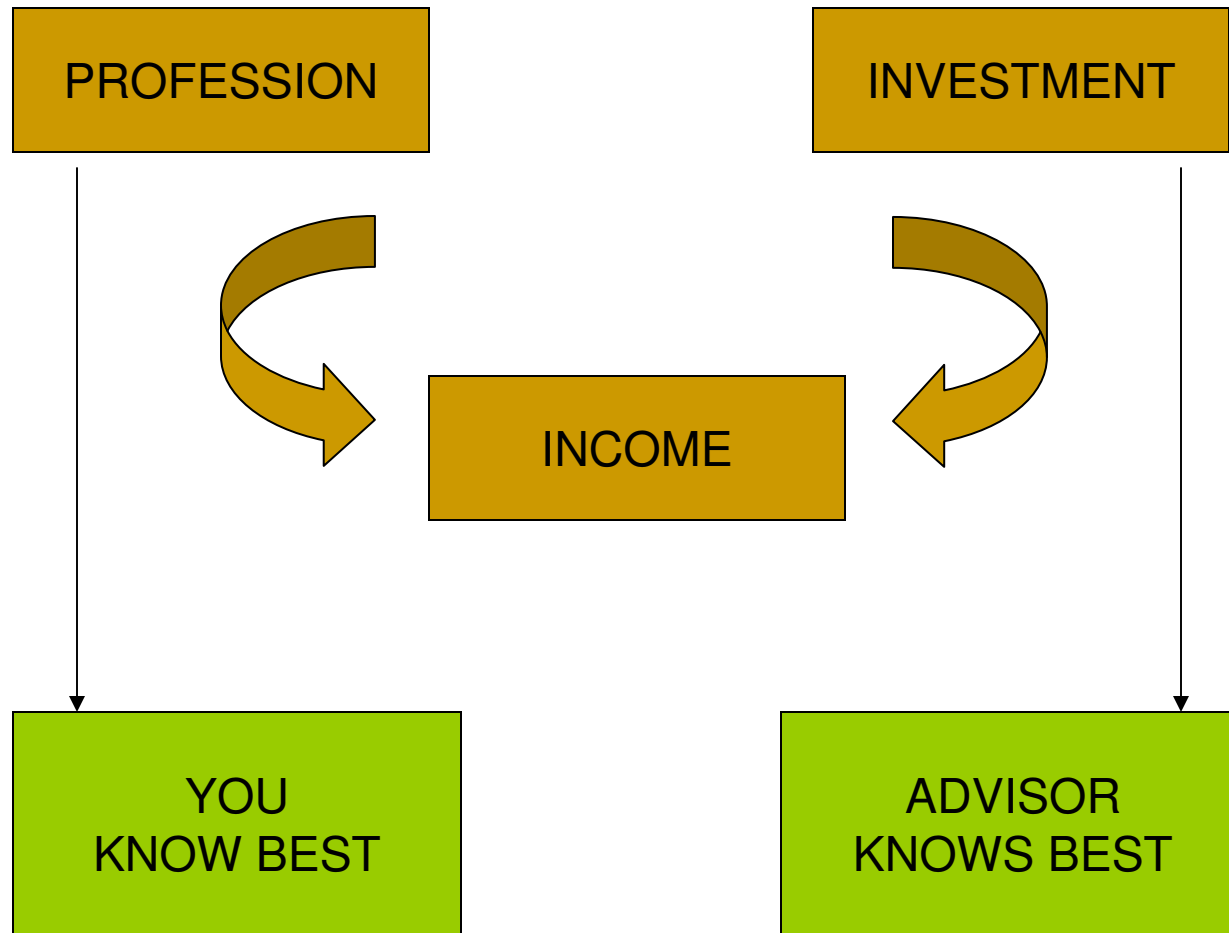 PROFESSION
INVESTMENT
INCOME
YOU
KNOW BEST
ADVISOR
KNOWS BEST